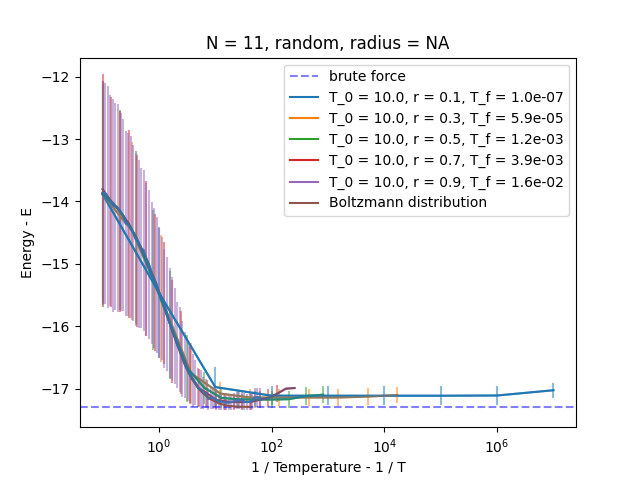 N = 11, random, radius = NA
brute force
T_0 = 10.0, r = 0.1, T_f = 1.0e-07
T_0 = 10.0, r = 0.3, T_f = 5.9e-05
T_0 = 10.0, r = 0.5, T_f = 1.2e-03
T_0 = 10.0, r = 0.7, T_f = 3.9e-03
T_0 = 10.0, r = 0.9, T_f = 1.6e-02
Boltzmann distribution
Energy - E
−12
−13
−14
−15
−16
−17
10⁰
10²
10⁴
10⁶
1 / Temperature - 1 / T